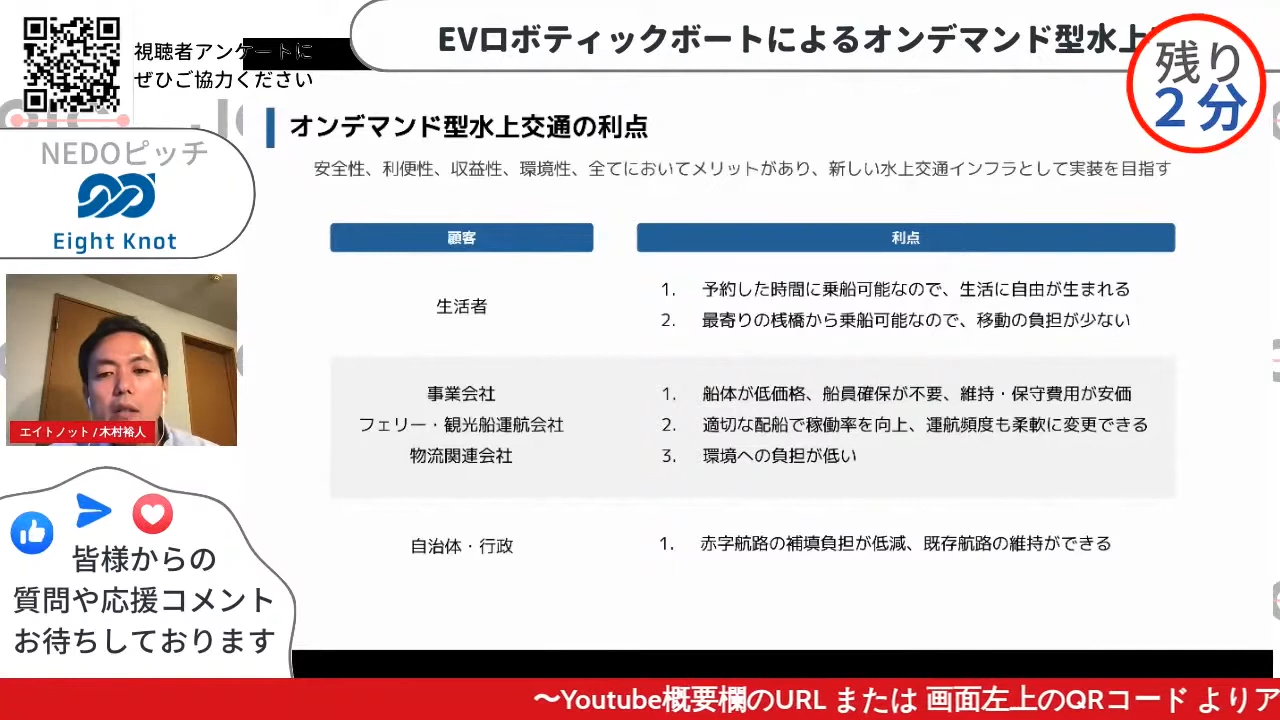 視聴者アンケートに
ぜひご協力ください
EVロボティックボートによるオンデマンド型水上
残り
2分
NEDOピッチ
Eight Knot
オンデマンド型水上交通の利点
安全性、利便性、収益性、環境性、全てにおいてメリットがあり、新しい水上交通インフラとして実装を目指す
顧客
利点
生活者
1. 予約した時間に乗船可能なので、生活に自由が生まれる
2. 最寄りの桟橋から乗船可能なので、移動の負担が少ない
事業会社
フェリー・観光船運航会社
物流関連会社
1. 船体が低価格、船員確保が不要、維持・保守費用が安価
2. 適切な配船で稼働率を向上、運航頻度も柔軟に変更できる
3. 環境への負担が低い
自治体・行政
1. 赤字航路の補填負担が低減、既存航路の維持ができる
エイトノット / 木村裕人
皆様からの
質問や応援コメント
お待ちしております
〜Youtube概要欄のURL または 画面左上のQRコード よりア